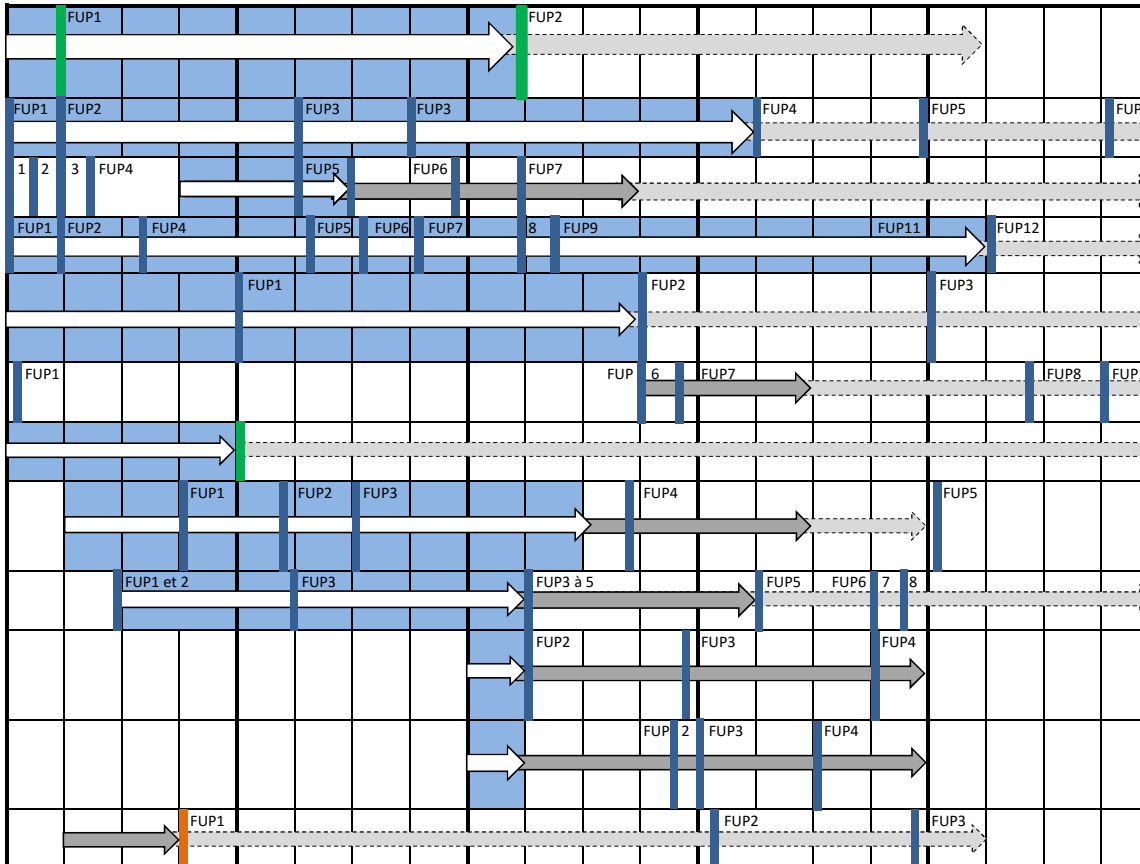 FUP1 FUP2
FUP1 FUP2 FUP3 FUP3 FUP4 FUP5 FUP
1 2 3 FUP4 FUP5 FUP6 FUP7
FUP1 FUP2 FUP4 FUP5 FUP6 FUP7 8 FUP9 FUP11 FUP12
FUP1 FUP2 FUP3
FUP1 FUP 6 FUP7 FUP8 FUP
FUP1 FUP2 FUP3 FUP4 FUP5
FUP1 et 2 FUP3 FUP3 à 5 FUP5 FUP6 7 8
FUP2 FUP3 FUP4
FUP 2 FUP3 FUP4
FUP1 FUP2 FUP3